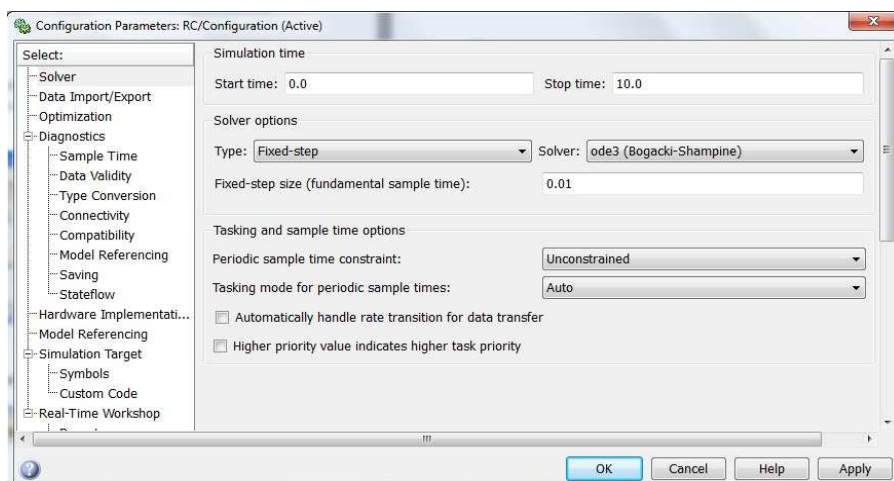 Configuration Parameters: RC/Configuration (Active)
Select:
Solver
Data Import/Export
Optimization
Diagnostics
Sample Time
Data Validity
Type Conversion
Connectivity
Compatibility
Model Referencing
Saving
Stateflow
Hardware Implementati...
Model Referencing
Simulation Target
Symbols
Custom Code
Real-Time Workshop
Simulation time
Start time: 0.0 Stop time: 10.0
Solver options
Type: Fixed-step Solver: ode3 (Bogacki-Shampine)
Fixed-step size (fundamental sample time): 0.01
Tasking and sample time options
Periodic sample time constraint: Unconstrained
Tasking mode for periodic sample times: Auto
Automatically handle rate transition for data transfer
Higher priority value indicates higher task priority
OK Cancel Help Apply